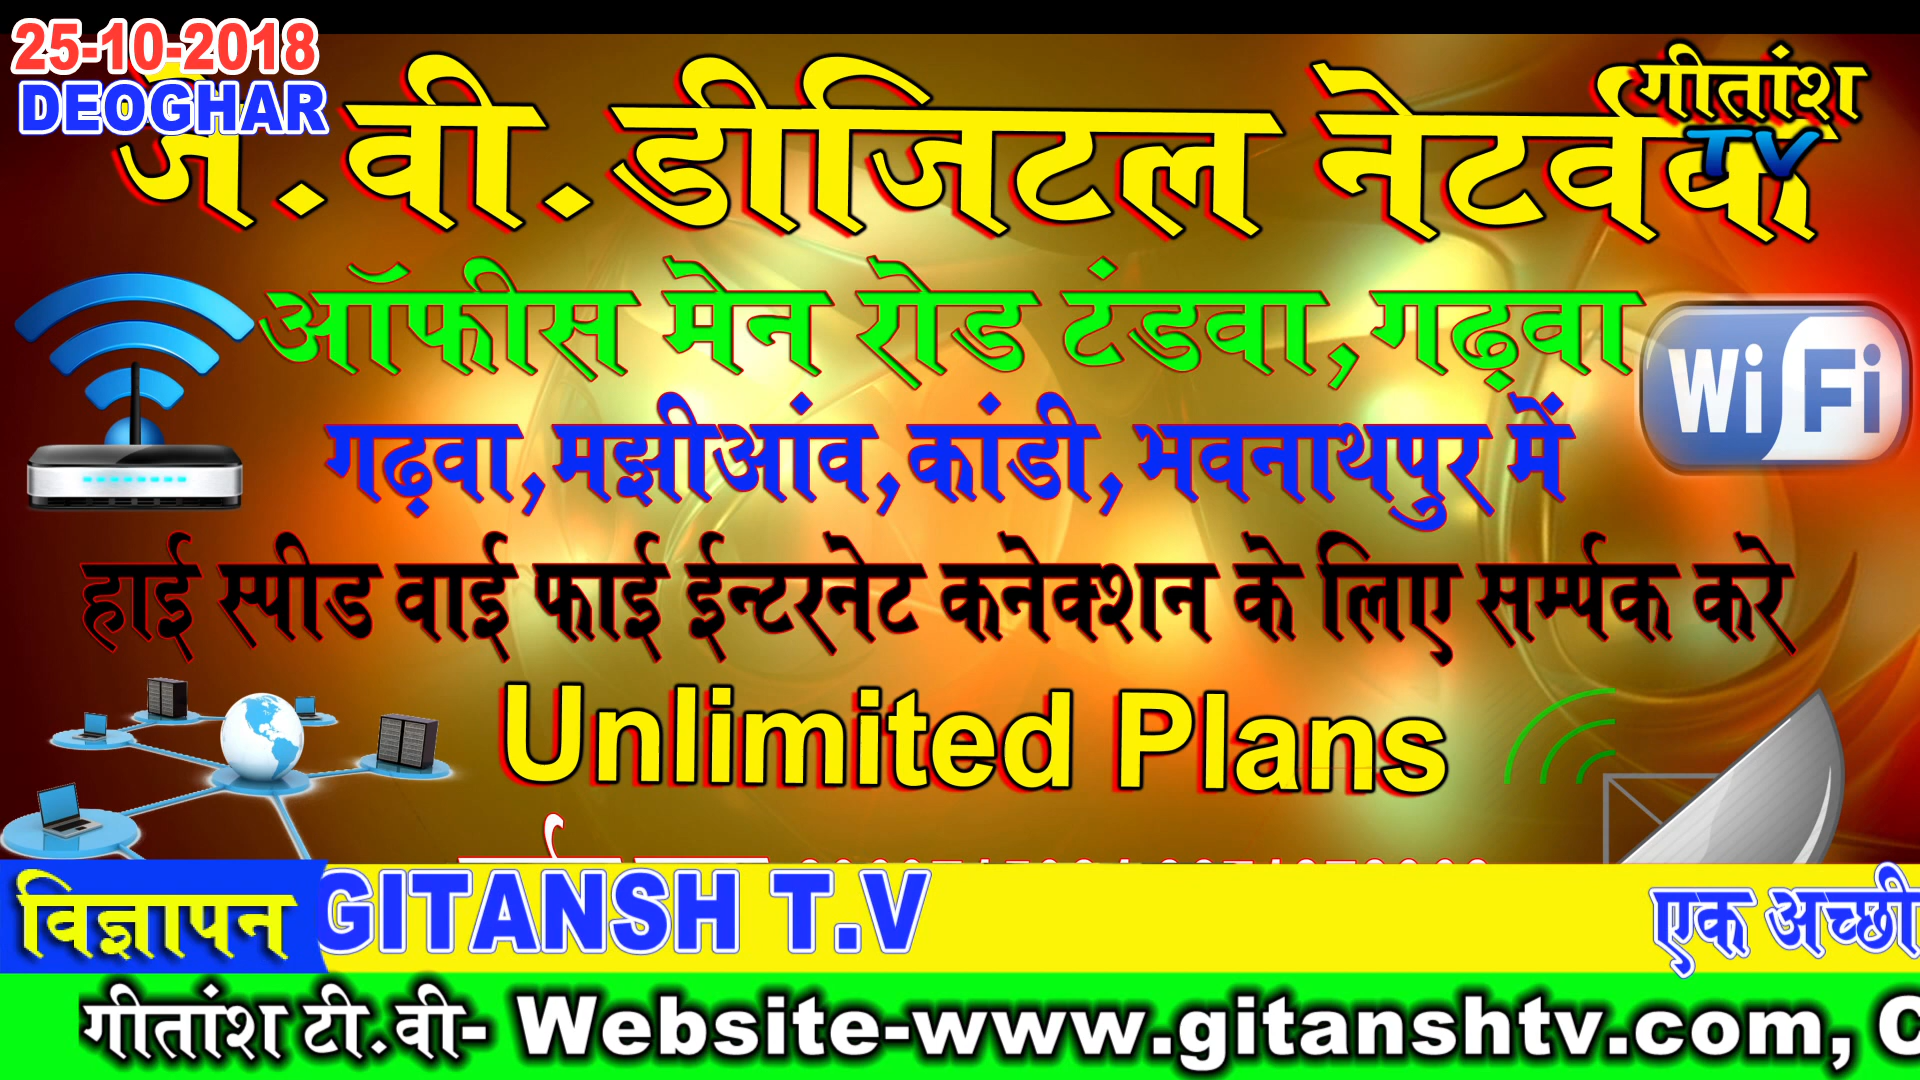 25-10-2018
DEOGHAR
गीतांश
TV
जे.वी.डीजिटल नेटवर्क
ऑफीस मेन रोड टंडवा,गढ़वा
Wi Fi
गढ़वा,मझीआंव,कांडी,भवनाथपुर में
हाई स्पीड वाई फाई ईन्टरनेट कनेक्शन के लिए सर्म्पक करे
Unlimited Plans
विज्ञापन GITANSH T.V एक अच्छी
गीतांश टी.वी- Website-www.gitanshtv.com, C